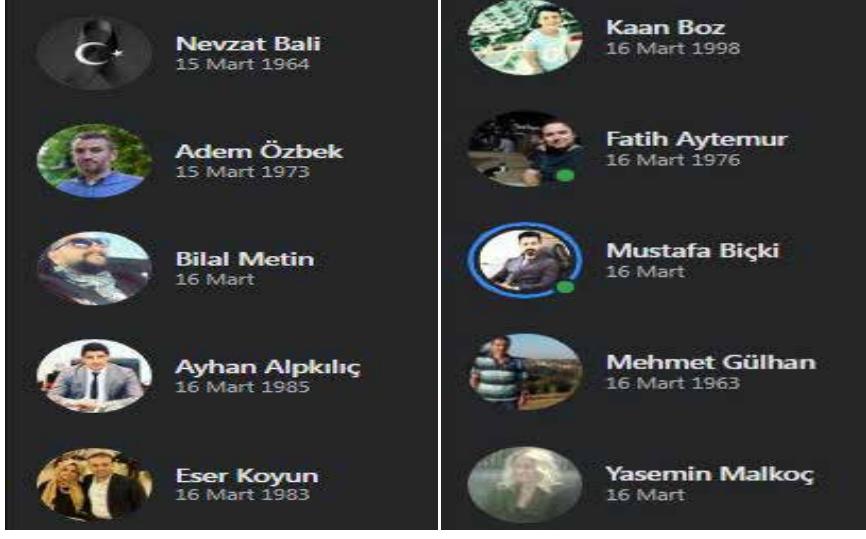 Nevzat Bali
15 Mart 1964
Adem Özbek
15 Mart 1973
Bilal Metin
16 Mart
Ayhan Alpkılıç
16 Mart 1985
Eser Koyun
16 Mart 1983
Kaan Boz
16 Mart 1998
Fatih Aytemur
16 Mart 1976
Mustafa Biçki
16 Mart
Mehmet Gülhan
16 Mart 1963
Yasemin Malkoç
16 Mart